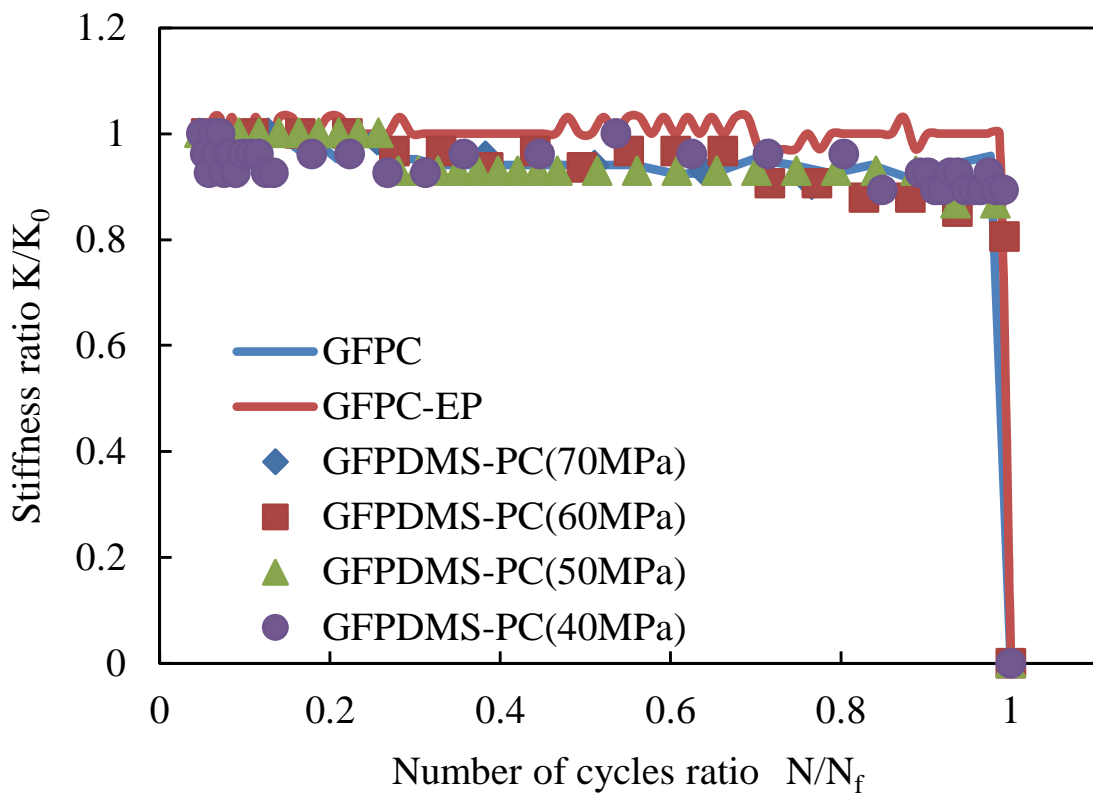 1.2
1
0.8
0.6
0.4
0.2
0
Stiffness ratio K/K₀
GFPC
GFPC-EP
GFPDMS-PC(70MPa)
GFPDMS-PC(60MPa)
GFPDMS-PC(50MPa)
GFPDMS-PC(40MPa)
0 0.2 0.4 0.6 0.8 1
Number of cycles ratio N/N_f